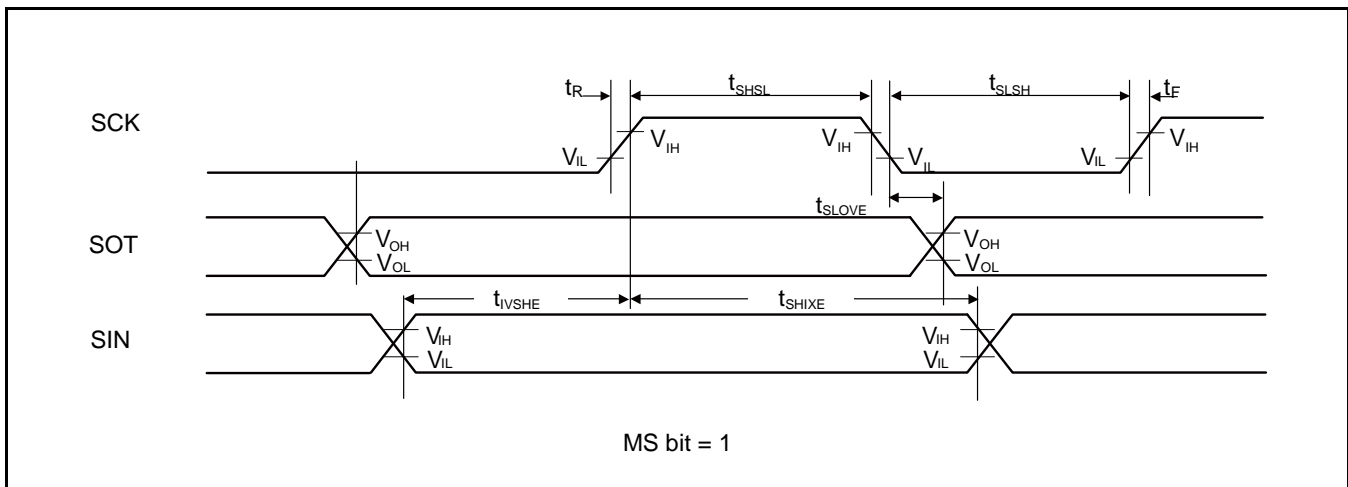 tR tSHSL tSLSH tF
SCK
VIH VIH VIH
VIL VIL VIL
tSLOVE
SOT
VOH VOH
VOL VOL
tIVSHE tSHIXE
SIN
VIH VIH
VIL VIL
MS bit = 1